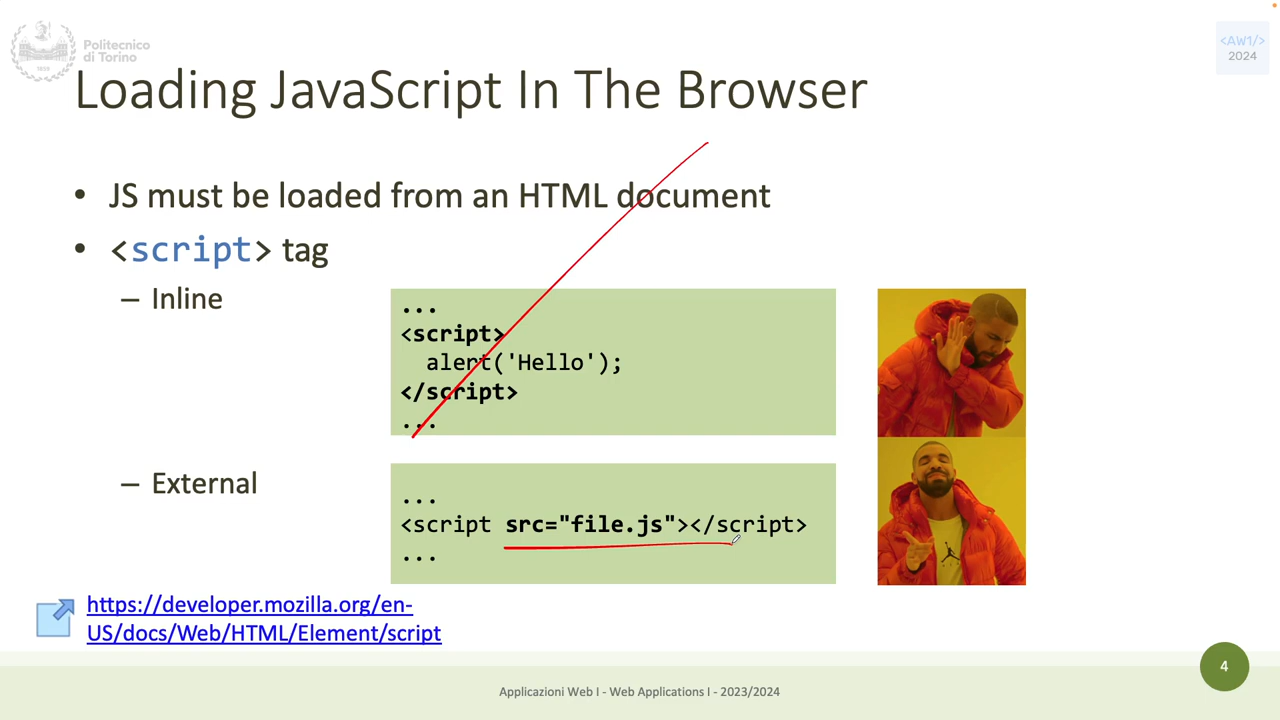 Politecnico
di Torino
1859
<AW1/>
2024
Loading JavaScript In The Browser
• JS must be loaded from an HTML document
• <script> tag
– Inline
...
<script>
alert('Hello');
</script>
...
– External
...
<script src="file.js"></script>
...
https://developer.mozilla.org/en-
US/docs/Web/HTML/Element/script
4
Applicazioni Web I - Web Applications I - 2023/2024